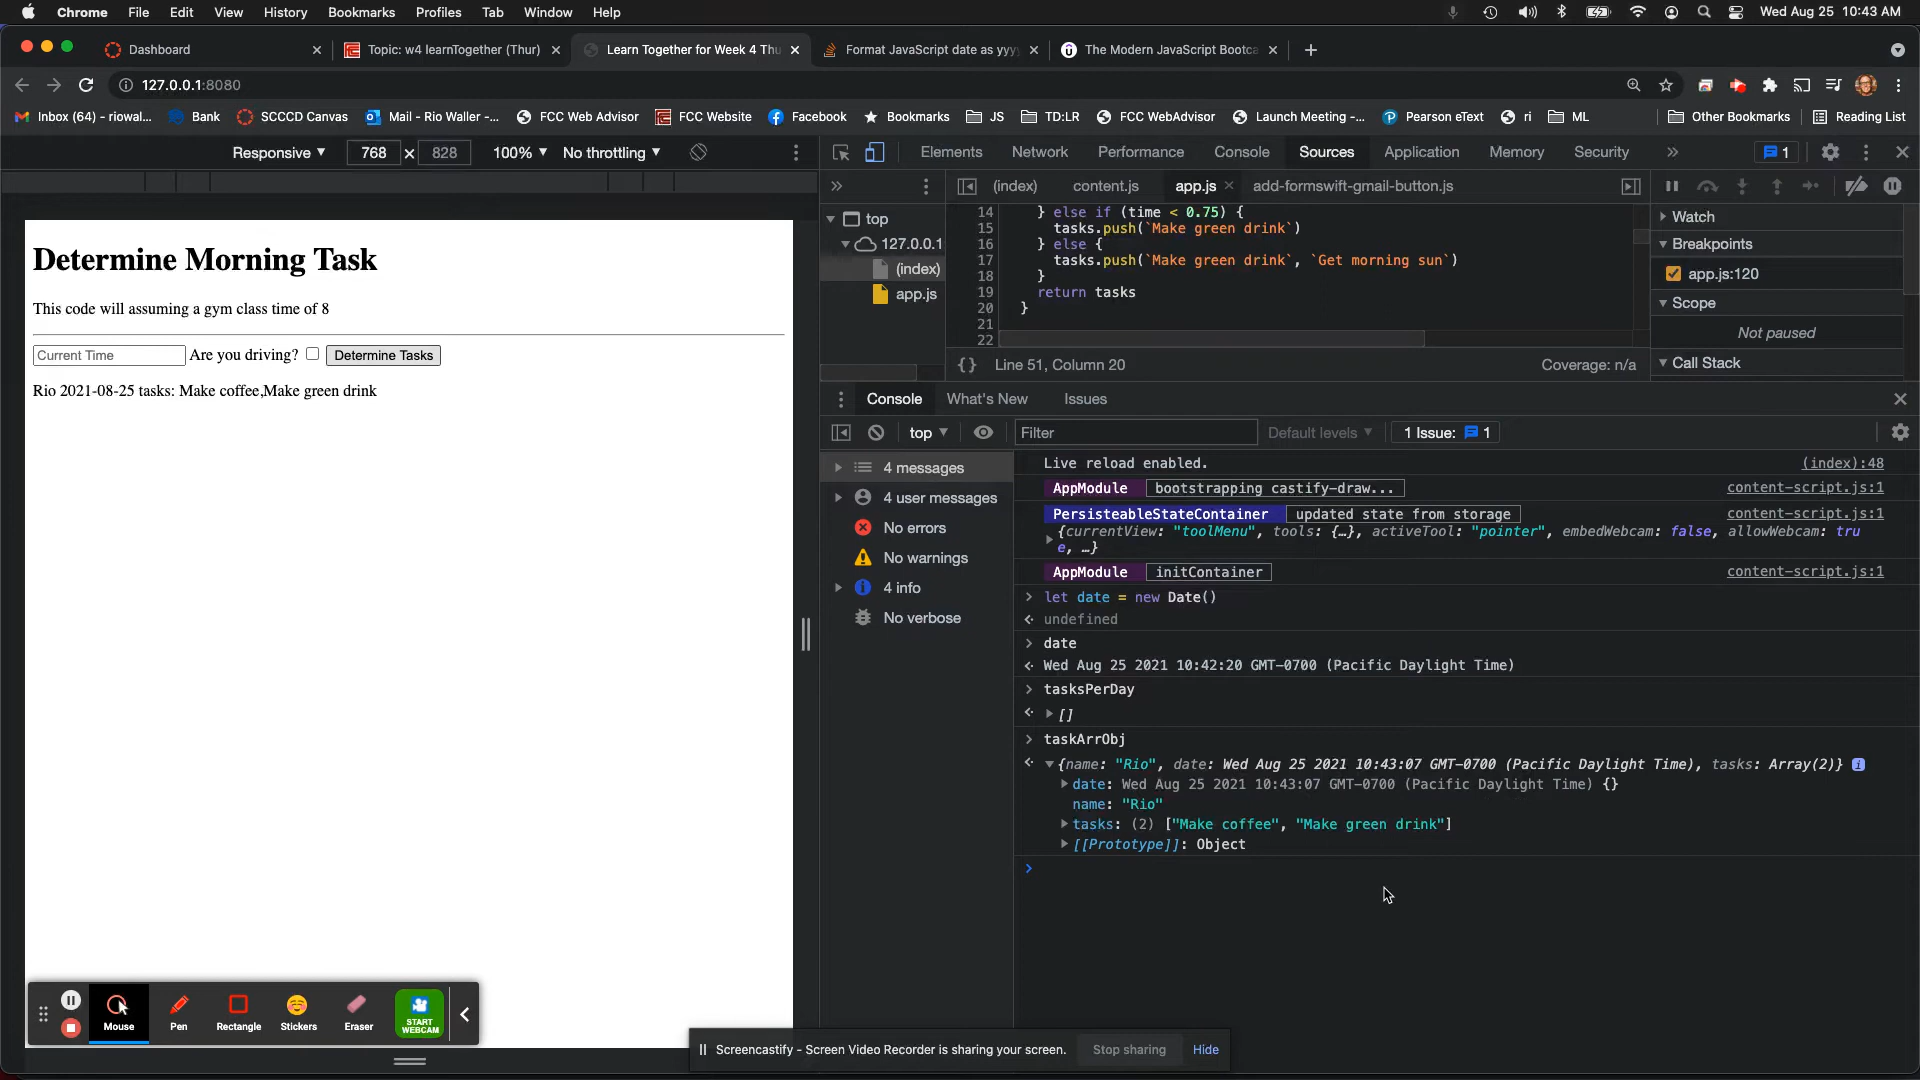 Chrome File Edit View History Bookmarks Profiles Tab Window Help Wed Aug 25 10:43 AM
Dashboard Topic: w4 learnTogether (Thur) Learn Together for Week 4 Thu Format JavaScript date as yyyy The Modern JavaScript Bootca
127.0.0.1:8080
Inbox (64) - riowal... Bank SCCCD Canvas Mail - Rio Waller -... FCC Web Advisor FCC Website Facebook Bookmarks JS TD:LR FCC WebAdvisor Launch Meeting -... Pearson eText ri ML Other Bookmarks Reading List
Responsive 768 × 828 100% No throttling
Elements Network Performance Console Sources Application Memory Security 1
(index) content.js app.js add-formswift-gmail-button.js
top
127.0.0.1
(index)
app.js
14 } else if (time < 0.75) {
15 tasks.push(`Make green drink`)
16 } else {
17 tasks.push(`Make green drink`, `Get morning sun`)
18 }
19 return tasks
20 }
21
22
{} Line 51, Column 20 Coverage: n/a
Watch
Breakpoints
app.js:120
Scope
Not paused
Call Stack
Determine Morning Task
This code will assuming a gym class time of 8
Current Time Are you driving? Determine Tasks
Rio 2021-08-25 tasks: Make coffee,Make green drink
Console What's New Issues
top Filter Default levels 1 Issue: 1
4 messages
4 user messages
No errors
No warnings
4 info
No verbose
Live reload enabled. (index):48
AppModule bootstrapping castify-draw... content-script.js:1
PersisteableStateContainer updated state from storage content-script.js:1
{currentView: "toolMenu", tools: {…}, activeTool: "pointer", embedWebcam: false, allowWebcam: tru
e, …}
AppModule initContainer content-script.js:1
let date = new Date()
undefined
date
Wed Aug 25 2021 10:42:20 GMT-0700 (Pacific Daylight Time)
tasksPerDay
[]
taskArrObj
{name: "Rio", date: Wed Aug 25 2021 10:43:07 GMT-0700 (Pacific Daylight Time), tasks: Array(2)} i
date: Wed Aug 25 2021 10:43:07 GMT-0700 (Pacific Daylight Time) {}
name: "Rio"
tasks: (2) ["Make coffee", "Make green drink"]
[[Prototype]]: Object
Mouse Pen Rectangle Stickers Eraser START WEBCAM
Screencastify - Screen Video Recorder is sharing your screen. Stop sharing Hide